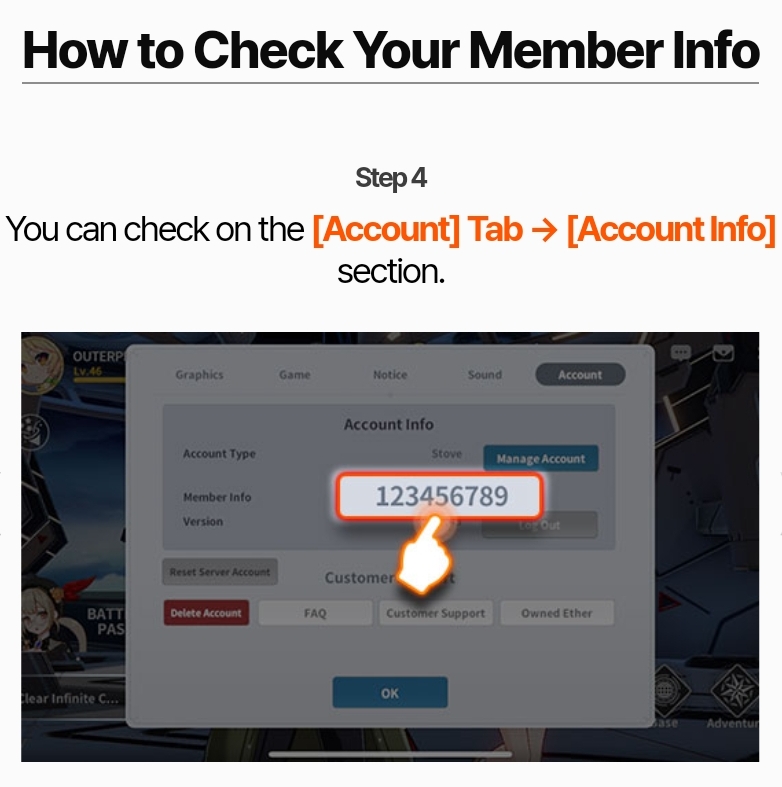 How to Check Your Member Info
Step 4
You can check on the [Account] Tab → [Account Info]
section.
OUTERP
Lv.46
Graphics Game Notice Sound Account
Account Info
Account Type Stove Manage Account
Member Info 123456789
Version Log Out
Reset Server Account
Customer
Delete Account FAQ Customer Support Owned Ether
BATT
PAS
Clear Infinite C...
OK
ase Adventur